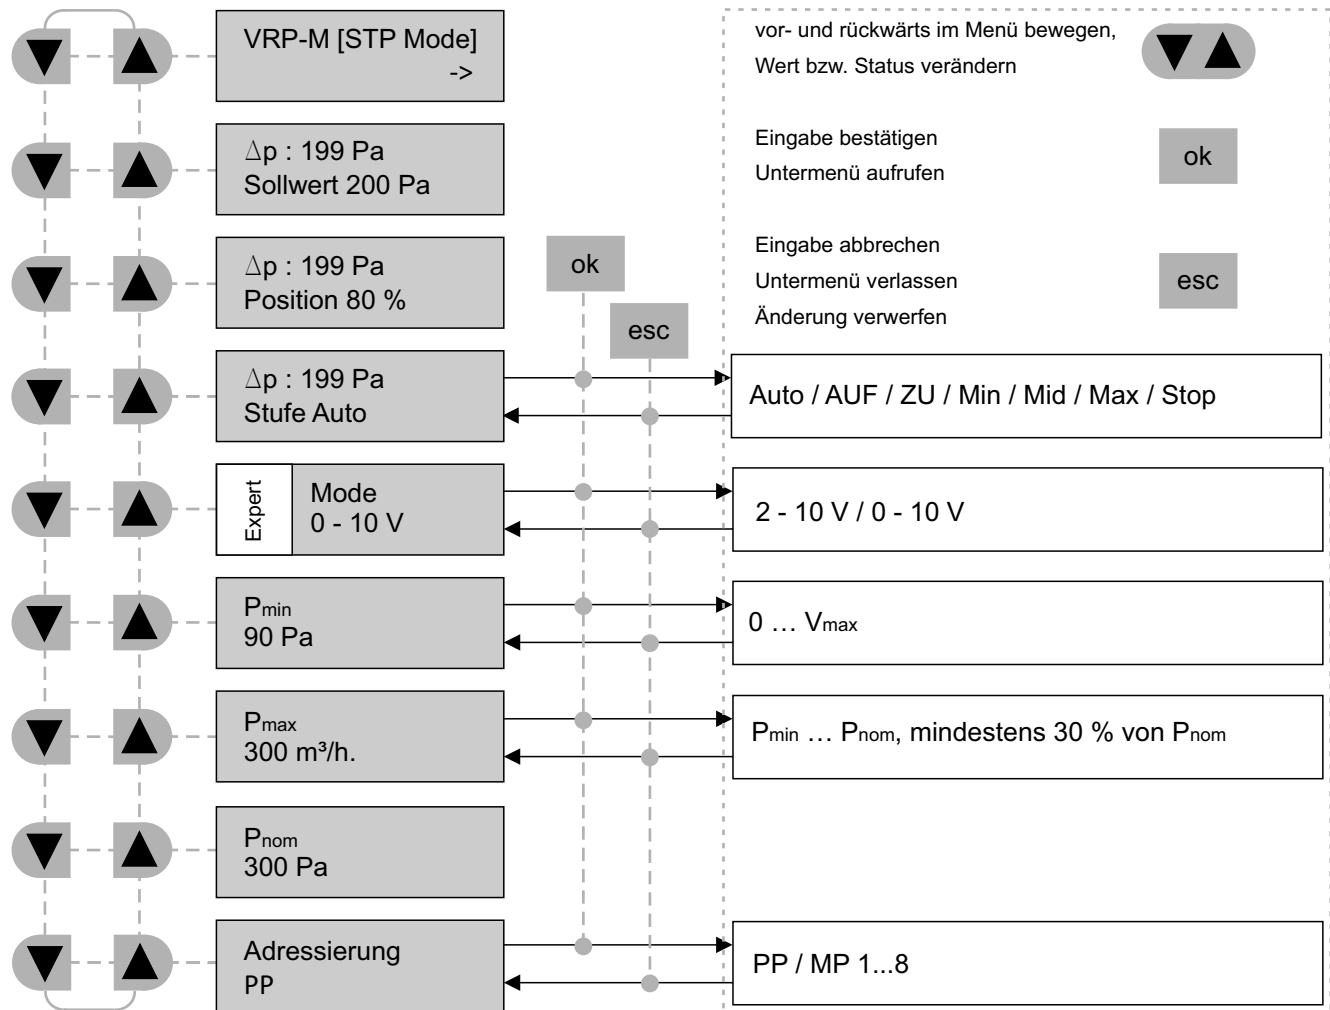 VRP-M [STP Mode]
->
Δp : 199 Pa
Sollwert 200 Pa
Δp : 199 Pa
Position 80 %
Δp : 199 Pa
Stufe Auto
Expert
Mode
0 - 10 V
Pmin
90 Pa
Pmax
300 m³/h.
Pnom
300 Pa
Adressierung
PP
ok
esc
vor- und rückwärts im Menü bewegen,
Wert bzw. Status verändern
Eingabe bestätigen
Untermenü aufrufen
ok
Eingabe abbrechen
Untermenü verlassen
Änderung verwerfen
esc
Auto / AUF / ZU / Min / Mid / Max / Stop
2 - 10 V / 0 - 10 V
0 … Vmax
Pmin … Pnom, mindestens 30 % von Pnom
PP / MP 1...8